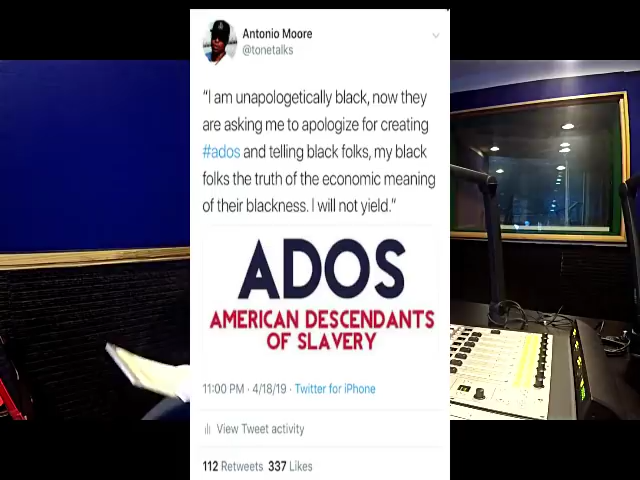 Antonio Moore
@tonetalks
“I am unapologetically black, now they
are asking me to apologize for creating
#ados and telling black folks, my black
folks the truth of the economic meaning
of their blackness. I will not yield.”
ADOS
AMERICAN DESCENDANTS
OF SLAVERY
11:00 PM · 4/18/19 · Twitter for iPhone
View Tweet activity
112 Retweets 337 Likes